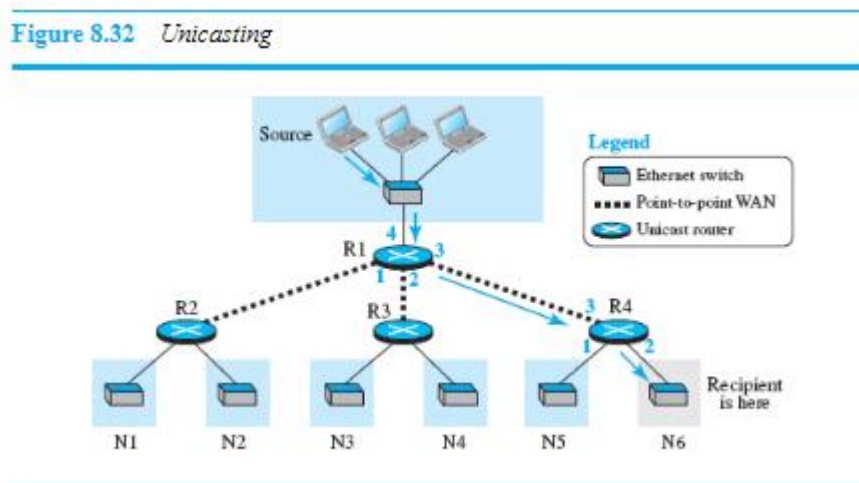 Figure 8.32 Unicasting
Source
Legend
Ethernet switch
Point-to-point WAN
Unicast router
4
R1
3
1
2
R2
R3
3
R4
1
2
Recipient
is here
N1
N2
N3
N4
N5
N6